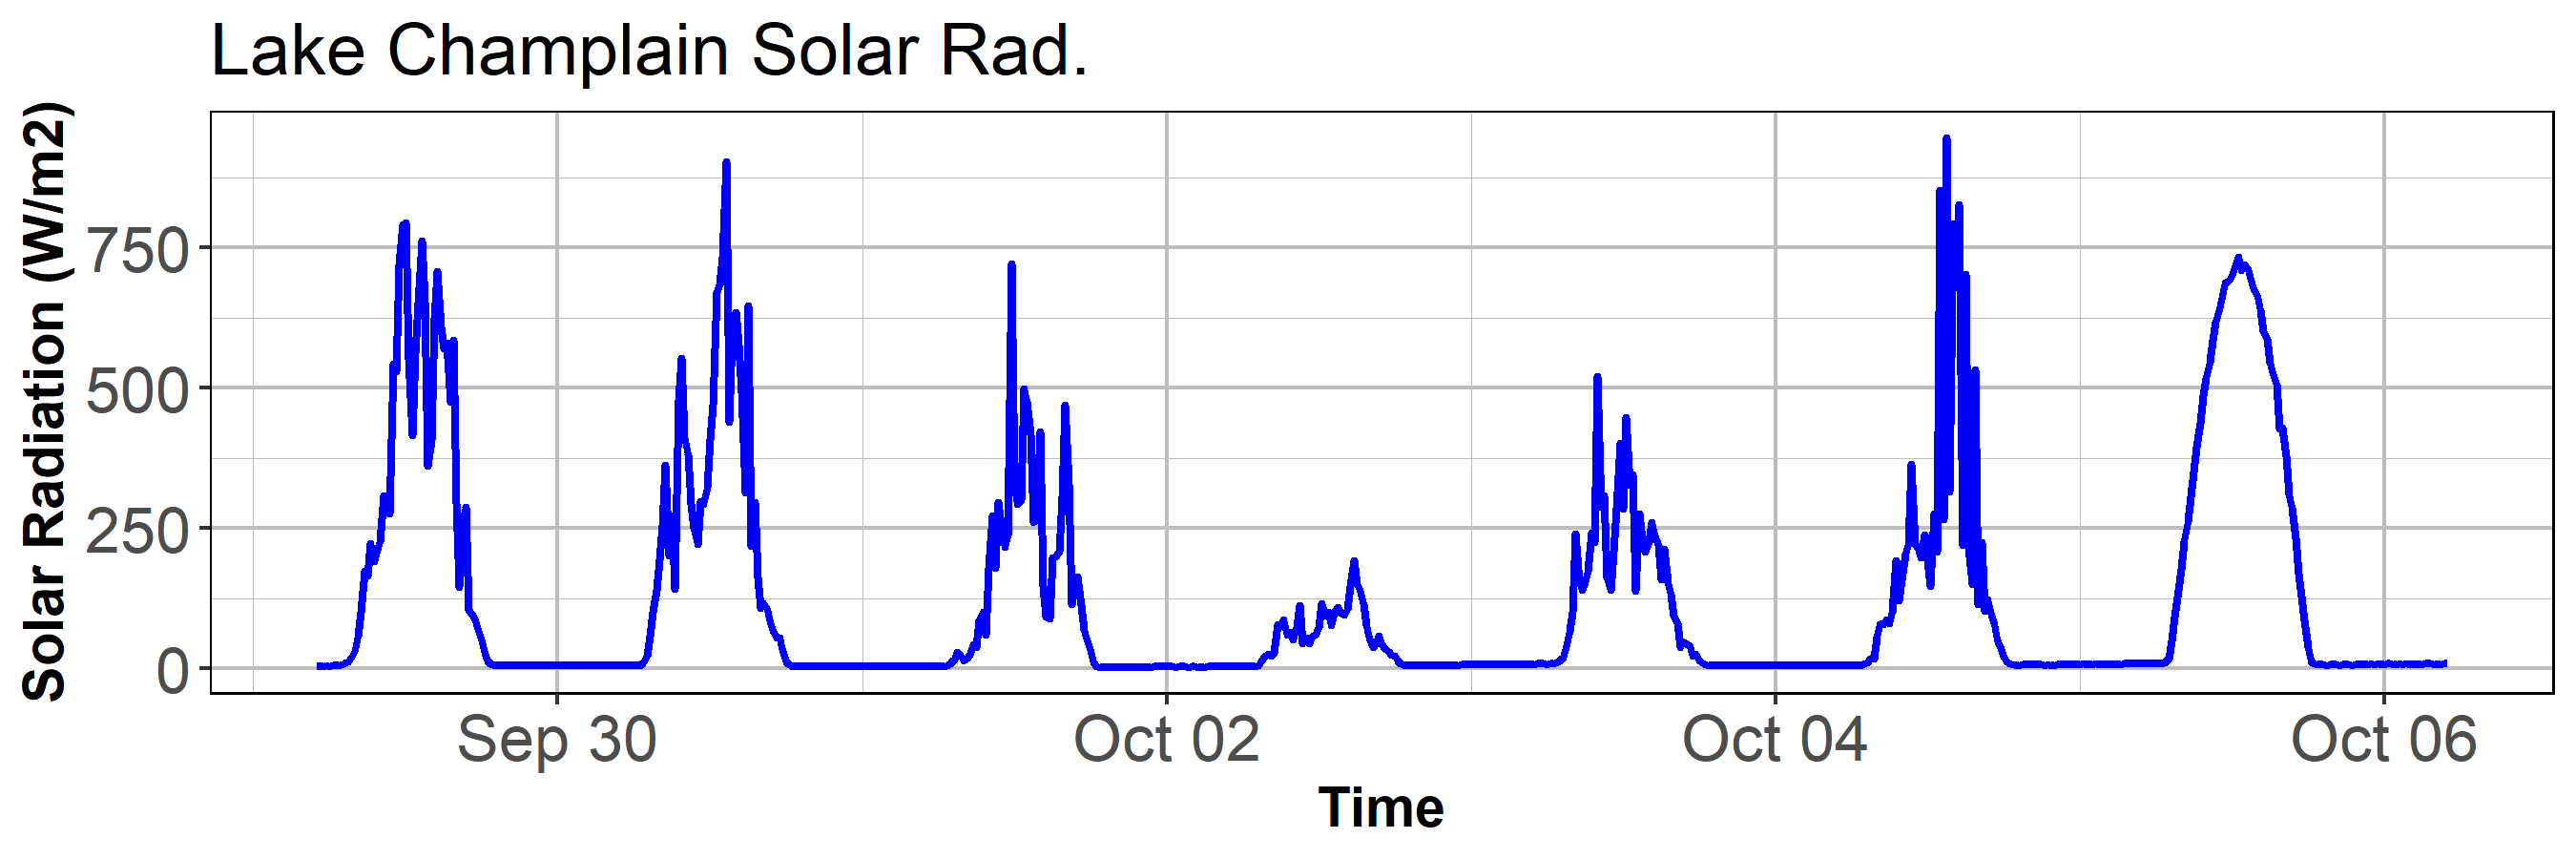 Lake Champlain Solar Rad.
Solar Radiation (W/m2)
750
500
250
0
Sep 30 Oct 02 Oct 04 Oct 06
Time